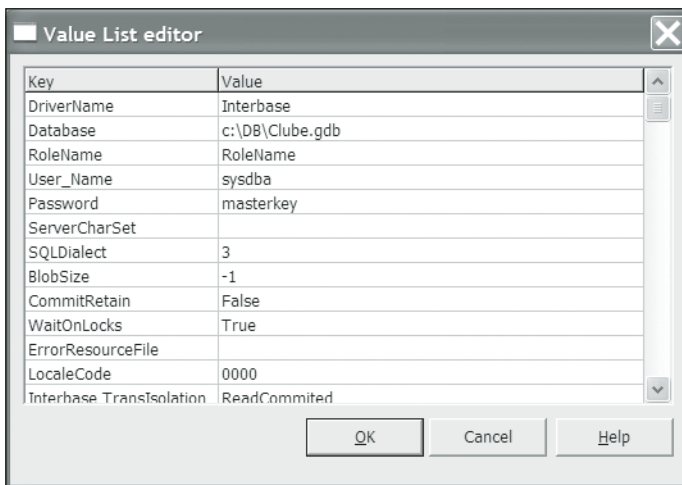 Value List editor
Key Value
DriverName Interbase
Database c:\DB\Clube.gdb
RoleName RoleName
User_Name sysdba
Password masterkey
ServerCharSet
SQLDialect 3
BlobSize -1
CommitRetain False
WaitOnLocks True
ErrorResourceFile
LocaleCode 0000
Interbase TransIsolation ReadCommited
OK Cancel Help